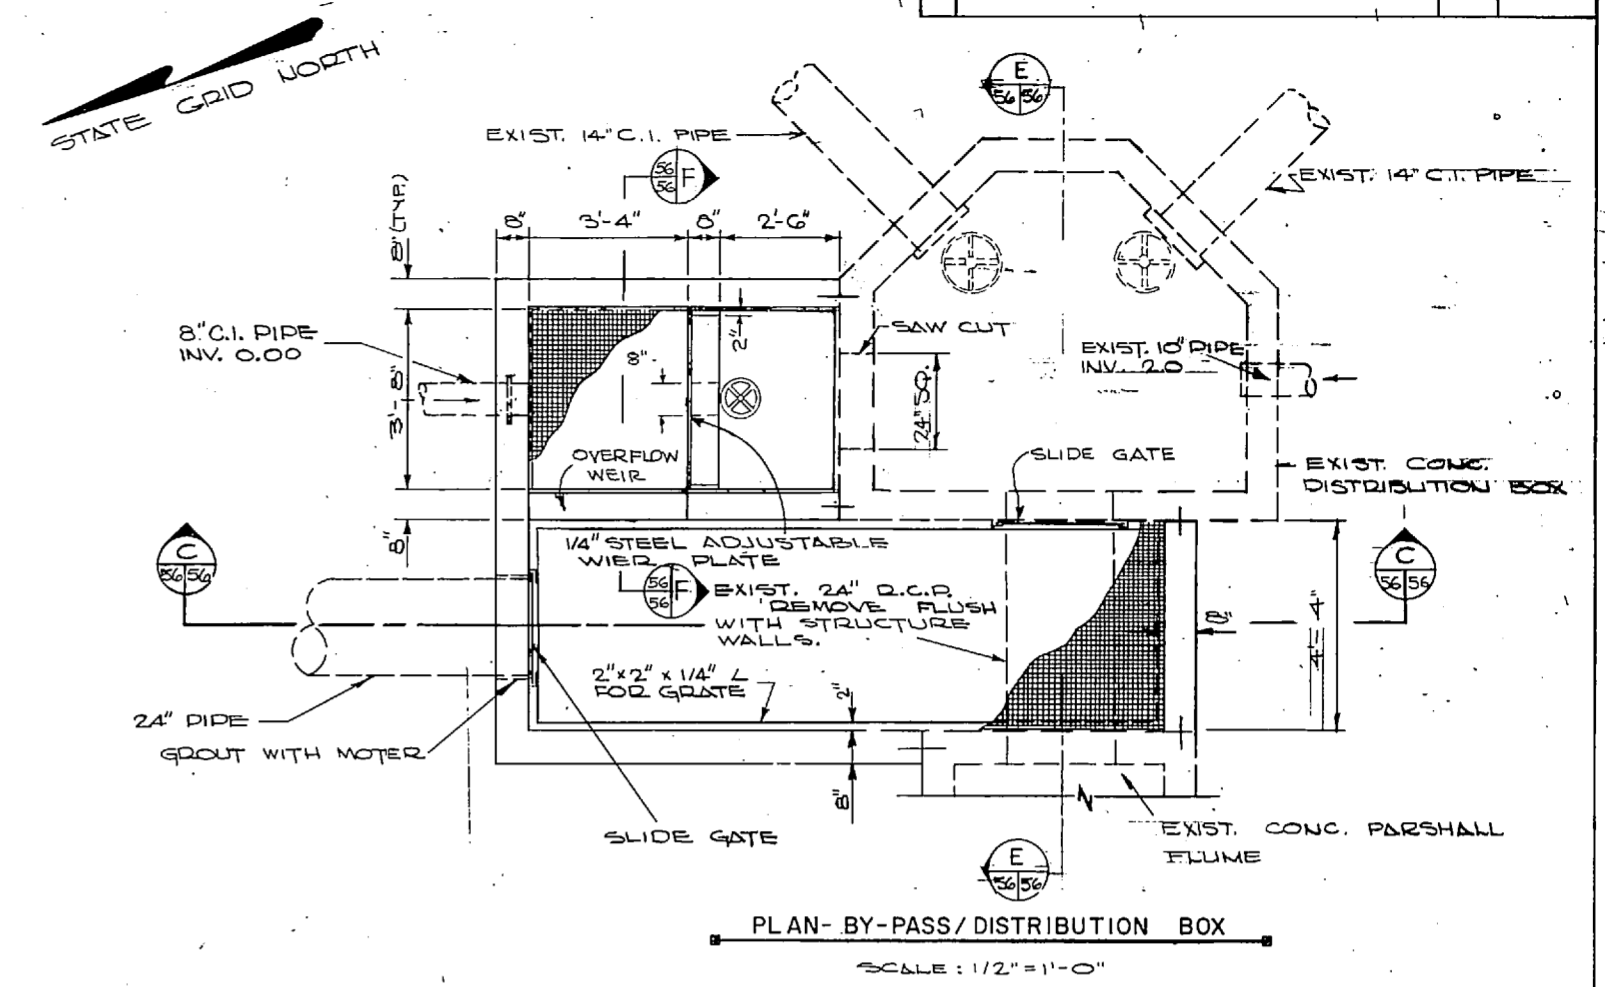 STATE GRID NORTH
E
56 56
EXIST. 14" C.I. PIPE
56
56
F
EXIST. 14" C.I. PIPE
8" (TYP.)
8"
3'-4"
8"
2'-6"
8" C.I. PIPE
INV. 0.00
3'-8"
8"
2"
SAW CUT
24" SQ.
EXIST. 10" PIPE
INV. 2.0
OVERFLOW
WEIR
SLIDE GATE
EXIST. CONC.
DISTRIBUTION BOX
8"
1/4" STEEL ADJUSTABLE
WIER PLATE
C
56 56
56
56
F
EXIST. 24" R.C.P.
REMOVE FLUSH
WITH STRUCTURE
WALLS.
C
56 56
8"
4'-4"
2" x 2" x 1/4" L
FOR GRATE
2"
24" PIPE
GROUT WITH MOTER
8"
SLIDE GATE
N
EXIST. CONC. PARSHALL
FLUME
E
56 56
PLAN- BY-PASS/DISTRIBUTION BOX
SCALE: 1/2"=1'-0"